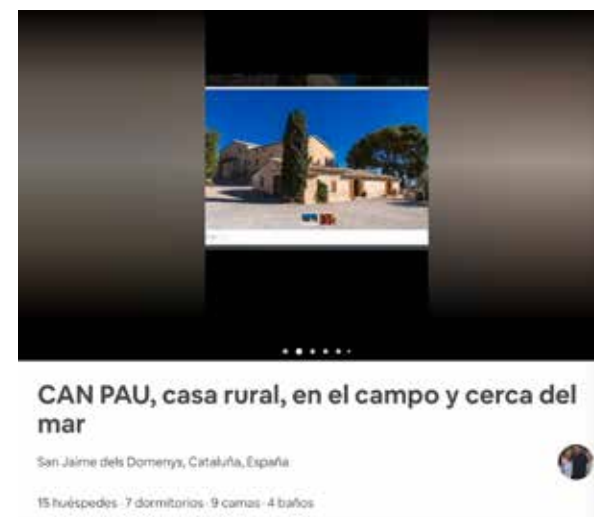 CAN PAU, casa rural, en el campo y cerca del
mar
San Jaime dels Domenys, Cataluña, España
15 huéspedes · 7 dormitorios · 9 camas · 4 baños